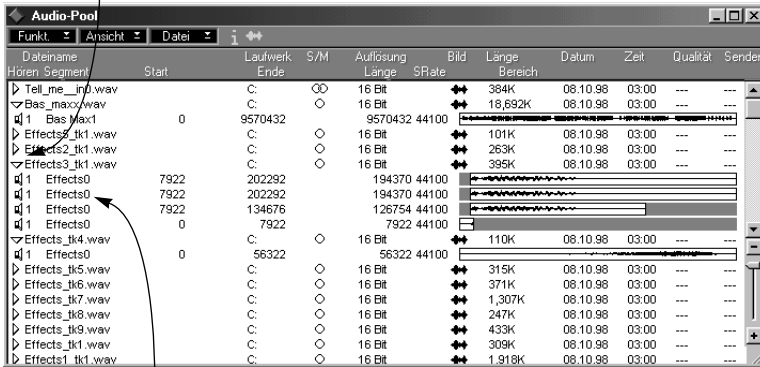 Audio-Pool
Funkt. Ansicht Datei
Dateiname Laufwerk S/M Auflösung Bild Länge Datum Zeit Qualität Sender
Hören Segment Start Ende Länge SRate Bereich
Tell_me__in0.wav C: 16 Bit 384K 08.10.98 03:00 --- ---
Bas_maxx.wav C: 16 Bit 18,692K 08.10.98 03:00 --- ---
1 Bas Max1 0 9570432 9570432 44100
Effects5_tk1.wav C: 16 Bit 101K 08.10.98 03:00 --- ---
Effects2_tk1.wav C: 16 Bit 263K 08.10.98 03:00 --- ---
Effects3_tk1.wav C: 16 Bit 395K 08.10.98 03:00 --- ---
1 Effects0 7922 202292 194370 44100
1 Effects0 7922 202292 194370 44100
1 Effects0 7922 134676 126754 44100
1 Effects0 0 7922 7922 44100
Effects_tk4.wav C: 16 Bit 110K 08.10.98 03:00 --- ---
1 Effects0 0 56322 56322 44100
Effects_tk5.wav C: 16 Bit 315K 08.10.98 03:00 --- ---
Effects_tk6.wav C: 16 Bit 371K 08.10.98 03:00 --- ---
Effects_tk7.wav C: 16 Bit 1,307K 08.10.98 03:00 --- ---
Effects_tk8.wav C: 16 Bit 247K 08.10.98 03:00 --- ---
Effects_tk9.wav C: 16 Bit 433K 08.10.98 03:00 --- ---
Effects_tk1.wav C: 16 Bit 309K 08.10.98 03:00 --- ---
Effects1_tk1.wav C: 16 Bit 1,918K 08.10.98 03:00 --- ---